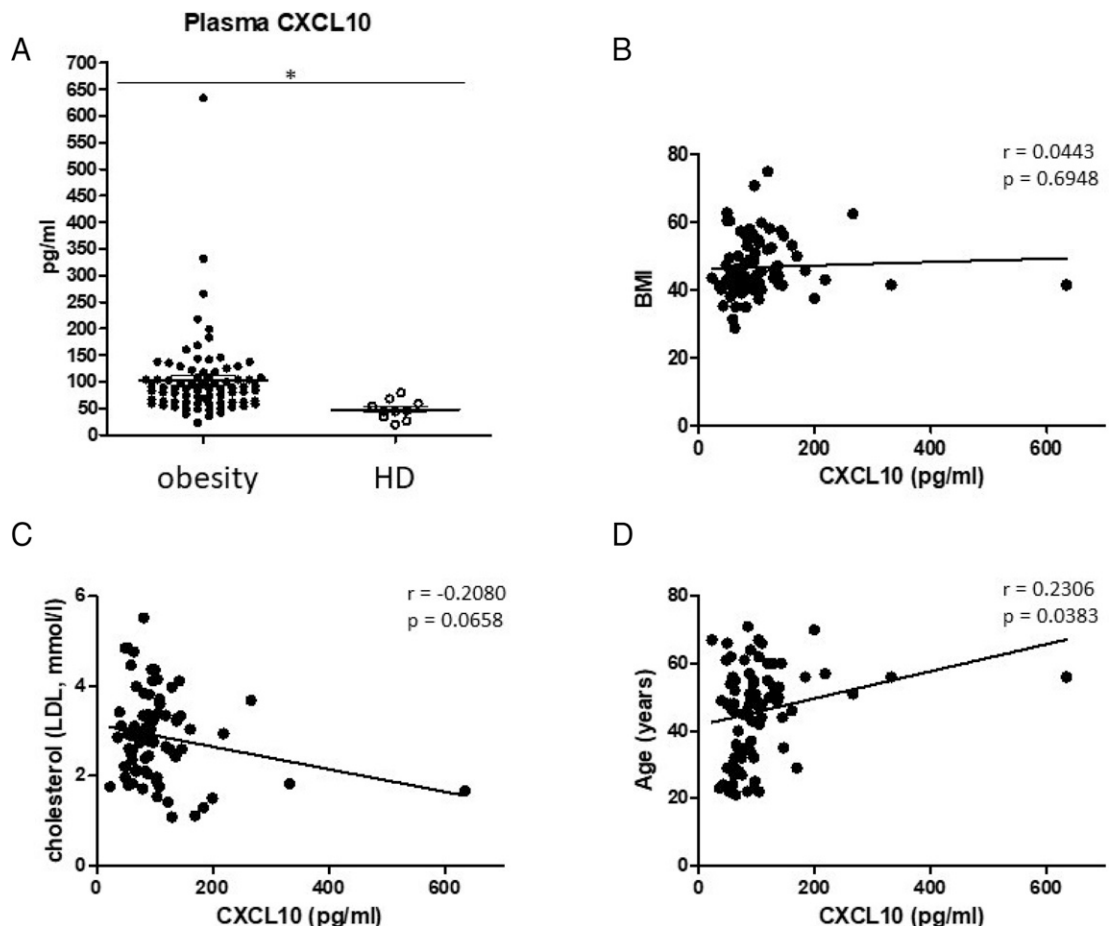 Plasma CXCL10
A
700
650
600
550
500
450
400
350
300
250
200
150
100
50
0
pg/ml
*
obesity HD
B
r = 0.0443
p = 0.6948
80
60
40
20
0
BMI
0 200 400 600
CXCL10 (pg/ml)
C
r = -0.2080
p = 0.0658
6
4
2
0
cholesterol (LDL, mmol/l)
0 200 400 600
CXCL10 (pg/ml)
D
r = 0.2306
p = 0.0383
80
60
40
20
0
Age (years)
0 200 400 600
CXCL10 (pg/ml)